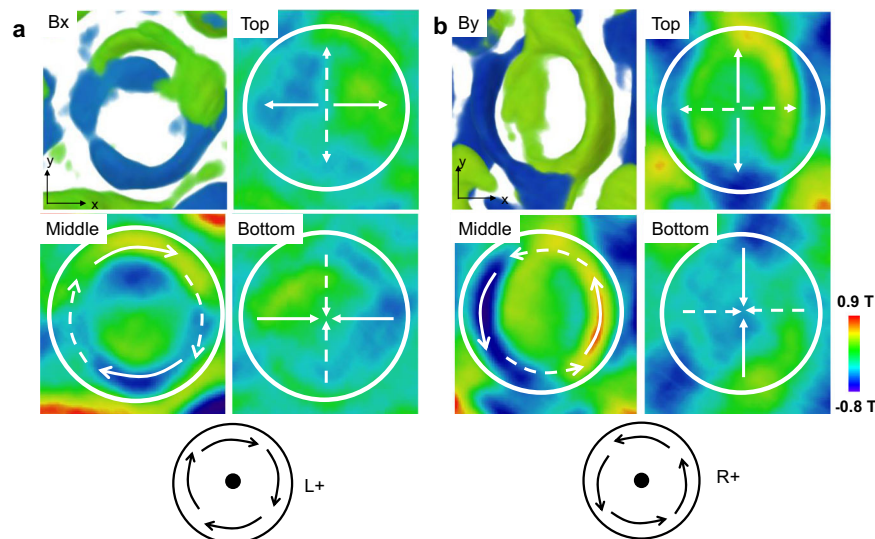 a
Bx
Top
y
x
Middle
Bottom
L+
b
By
Top
y
x
Middle
Bottom
0.9 T
-0.8 T
R+